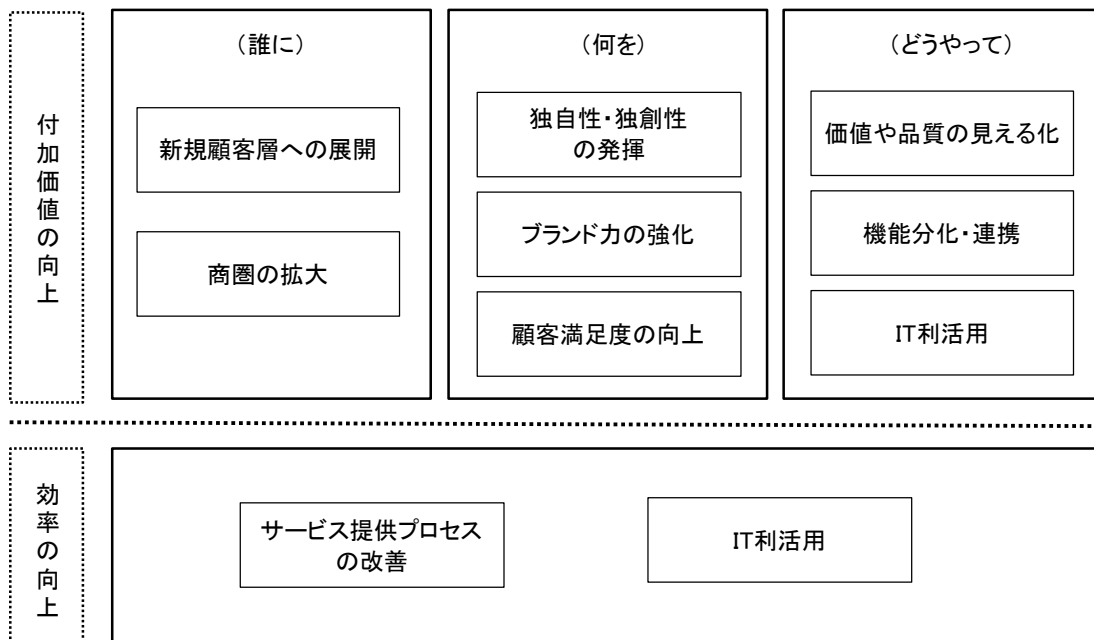 付加価値の向上
(誰に)
新規顧客層への展開
商圏の拡大
(何を)
独自性・独創性
の発揮
ブランド力の強化
顧客満足度の向上
(どうやって)
価値や品質の見える化
機能分化・連携
IT利活用
効率の向上
サービス提供プロセス
の改善
IT利活用